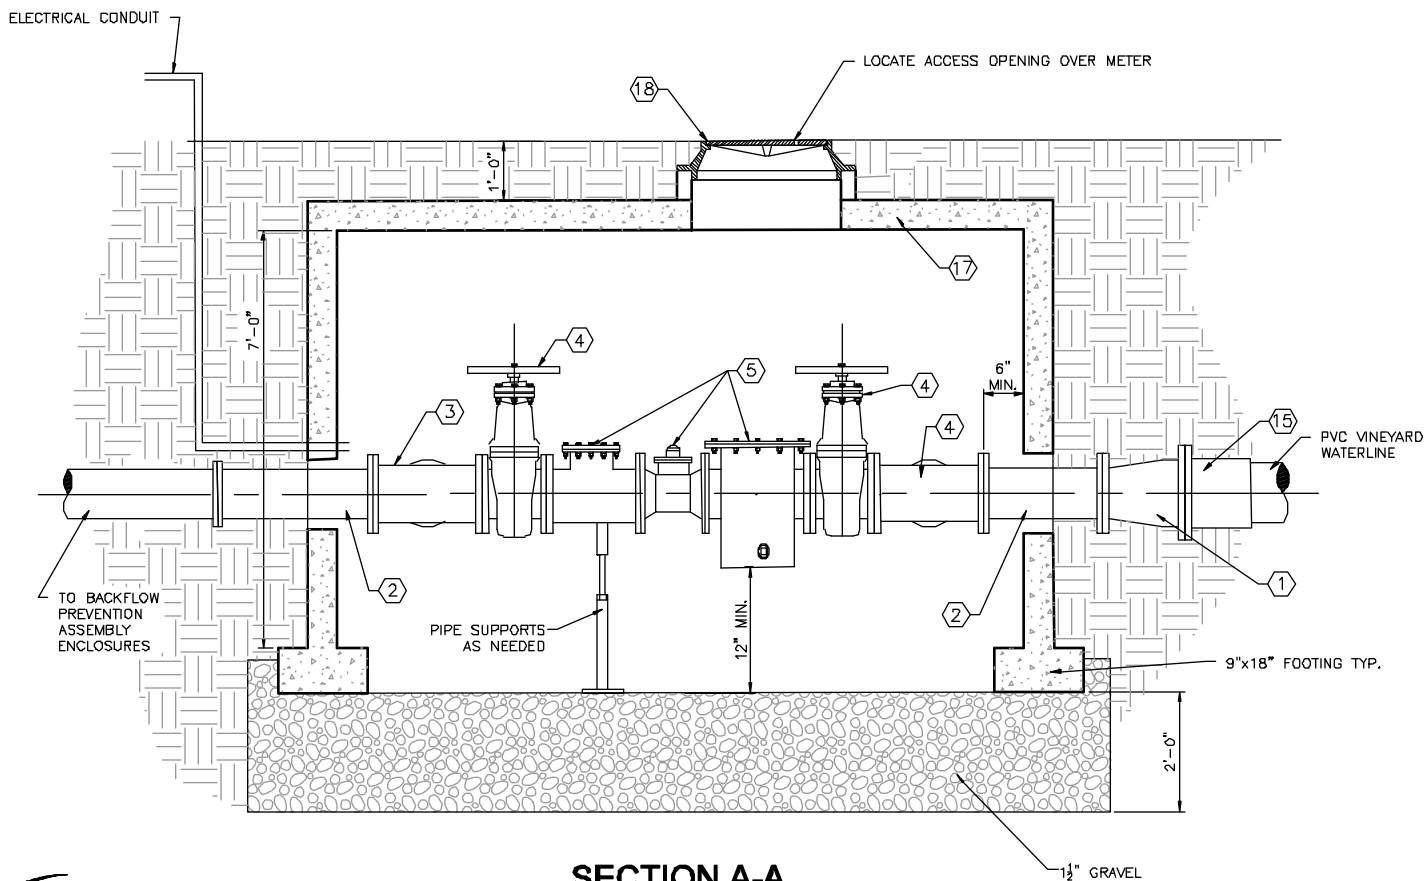 ELECTRICAL CONDUIT
LOCATE ACCESS OPENING OVER METER
18
1'-0"
17
7'-0"
4
5
6"
MIN.
4
3
4
15
PVC VINEYARD
WATERLINE
2
1
2
TO BACKFLOW
PREVENTION
ASSEMBLY
ENCLOSURES
PIPE SUPPORTS
AS NEEDED
12" MIN.
9"x18" FOOTING TYP.
2'-0"
SECTION A-A
1½" GRAVEL